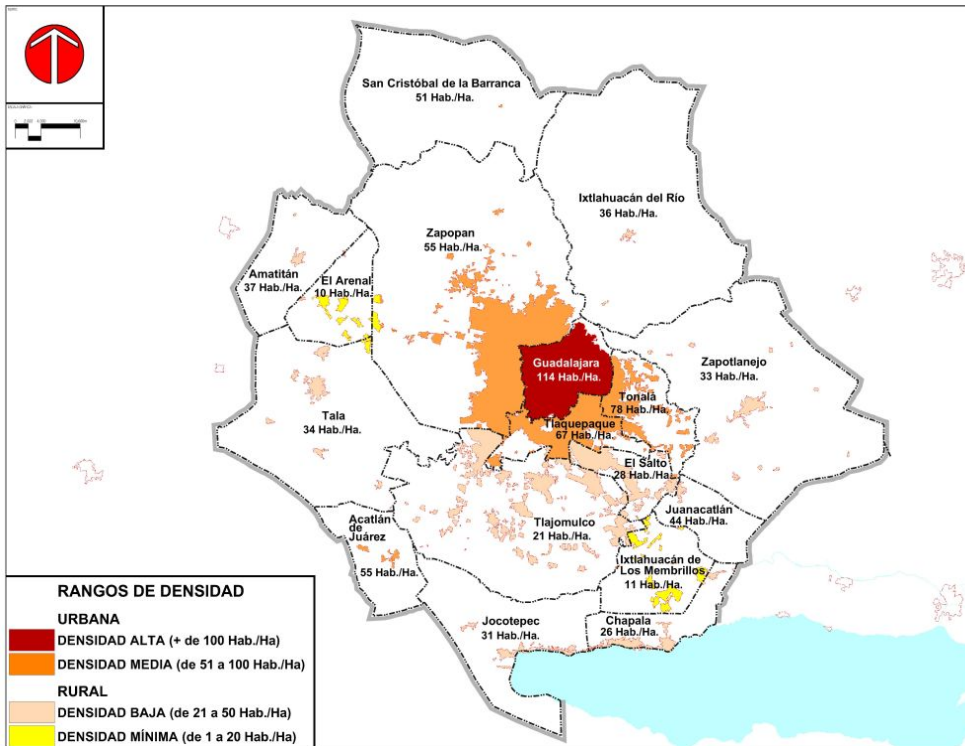 San Cristóbal de la Barranca
51 Hab./Ha.
Ixtlahuacán del Río
36 Hab./Ha.
Zapopan
55 Hab./Ha.
Amatitán
37 Hab./Ha.
El Arenal
10 Hab./Ha.
Guadalajara
114 Hab./Ha.
Zapotlanejo
33 Hab./Ha.
Tonalá
78 Hab./Ha.
Tala
34 Hab./Ha.
Tlaquepaque
67 Hab./Ha.
El Salto
28 Hab./Ha.
Juanacatlán
44 Hab./Ha.
Tlajomulco
21 Hab./Ha.
Acatlán
de
Juárez
55 Hab./Ha.
Ixtlahuacán de
Los Membrillos
11 Hab./Ha.
Jocotepec
31 Hab./Ha.
Chapala
26 Hab./Ha.
RANGOS DE DENSIDAD
URBANA
DENSIDAD ALTA (+ de 100 Hab./Ha)
DENSIDAD MEDIA (de 51 a 100 Hab./Ha)
RURAL
DENSIDAD BAJA (de 21 a 50 Hab./Ha)
DENSIDAD MÍNIMA (de 1 a 20 Hab./Ha)